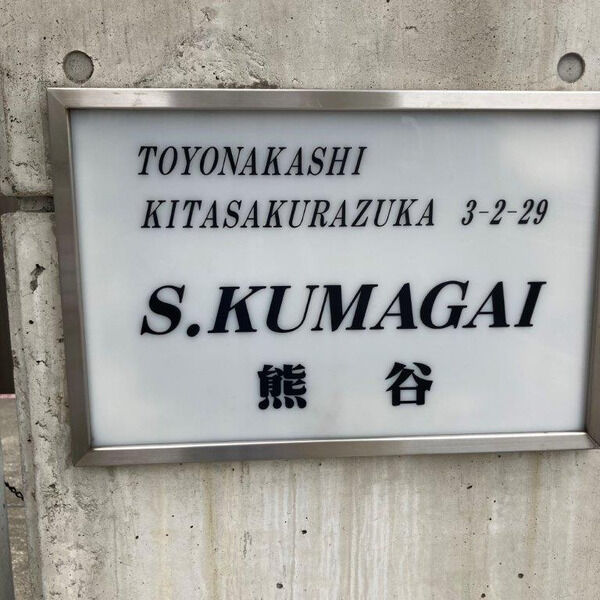 TOYONAKASHI
KITASAKURAZUKA 3-2-29
S.KUMAGAI
熊谷